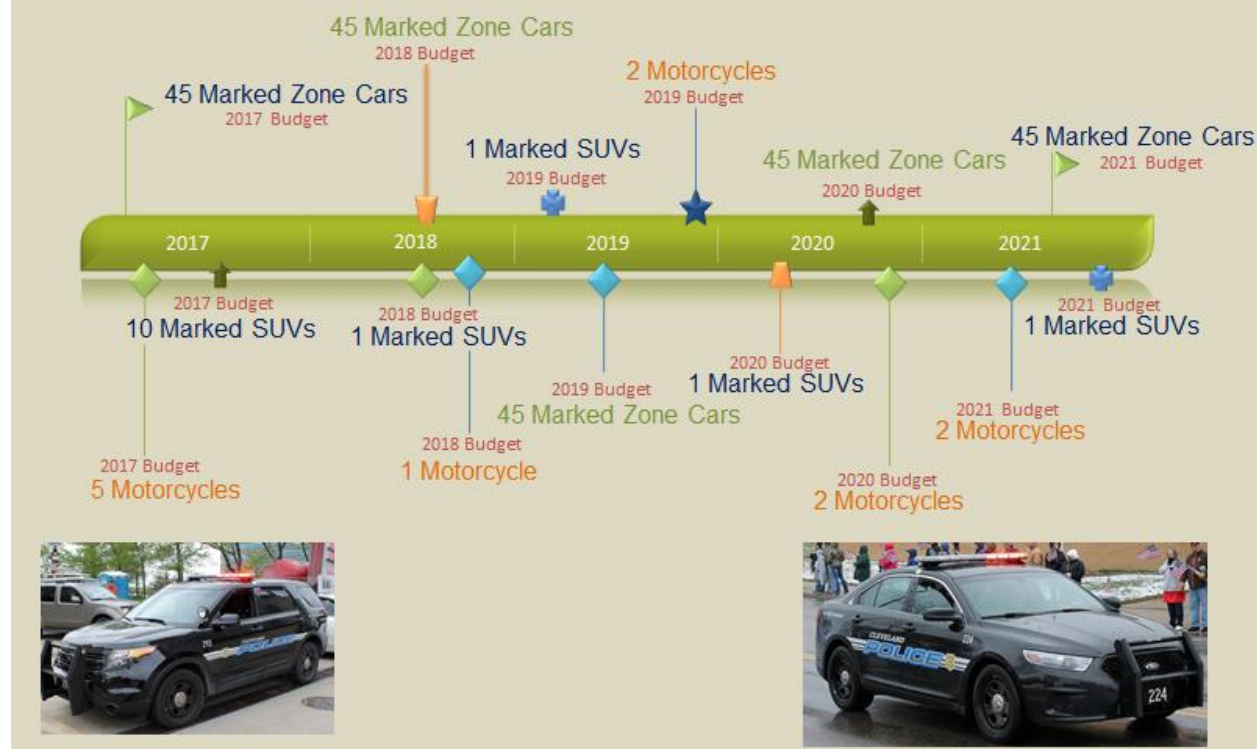 45 Marked Zone Cars
2018 Budget
2 Motorcycles
2019 Budget
45 Marked Zone Cars
2017 Budget
1 Marked SUVs
2019 Budget
45 Marked Zone Cars
2020 Budget
45 Marked Zone Cars
2021 Budget
2017
2018
2019
2020
2021
2017 Budget
10 Marked SUVs
2018 Budget
1 Marked SUVs
2021 Budget
1 Marked SUVs
2020 Budget
1 Marked SUVs
2019 Budget
45 Marked Zone Cars
2021 Budget
2 Motorcycles
2018 Budget
1 Motorcycle
2017 Budget
5 Motorcycles
2020 Budget
2 Motorcycles
POLICE
CLEVELAND
POLICE
224
224